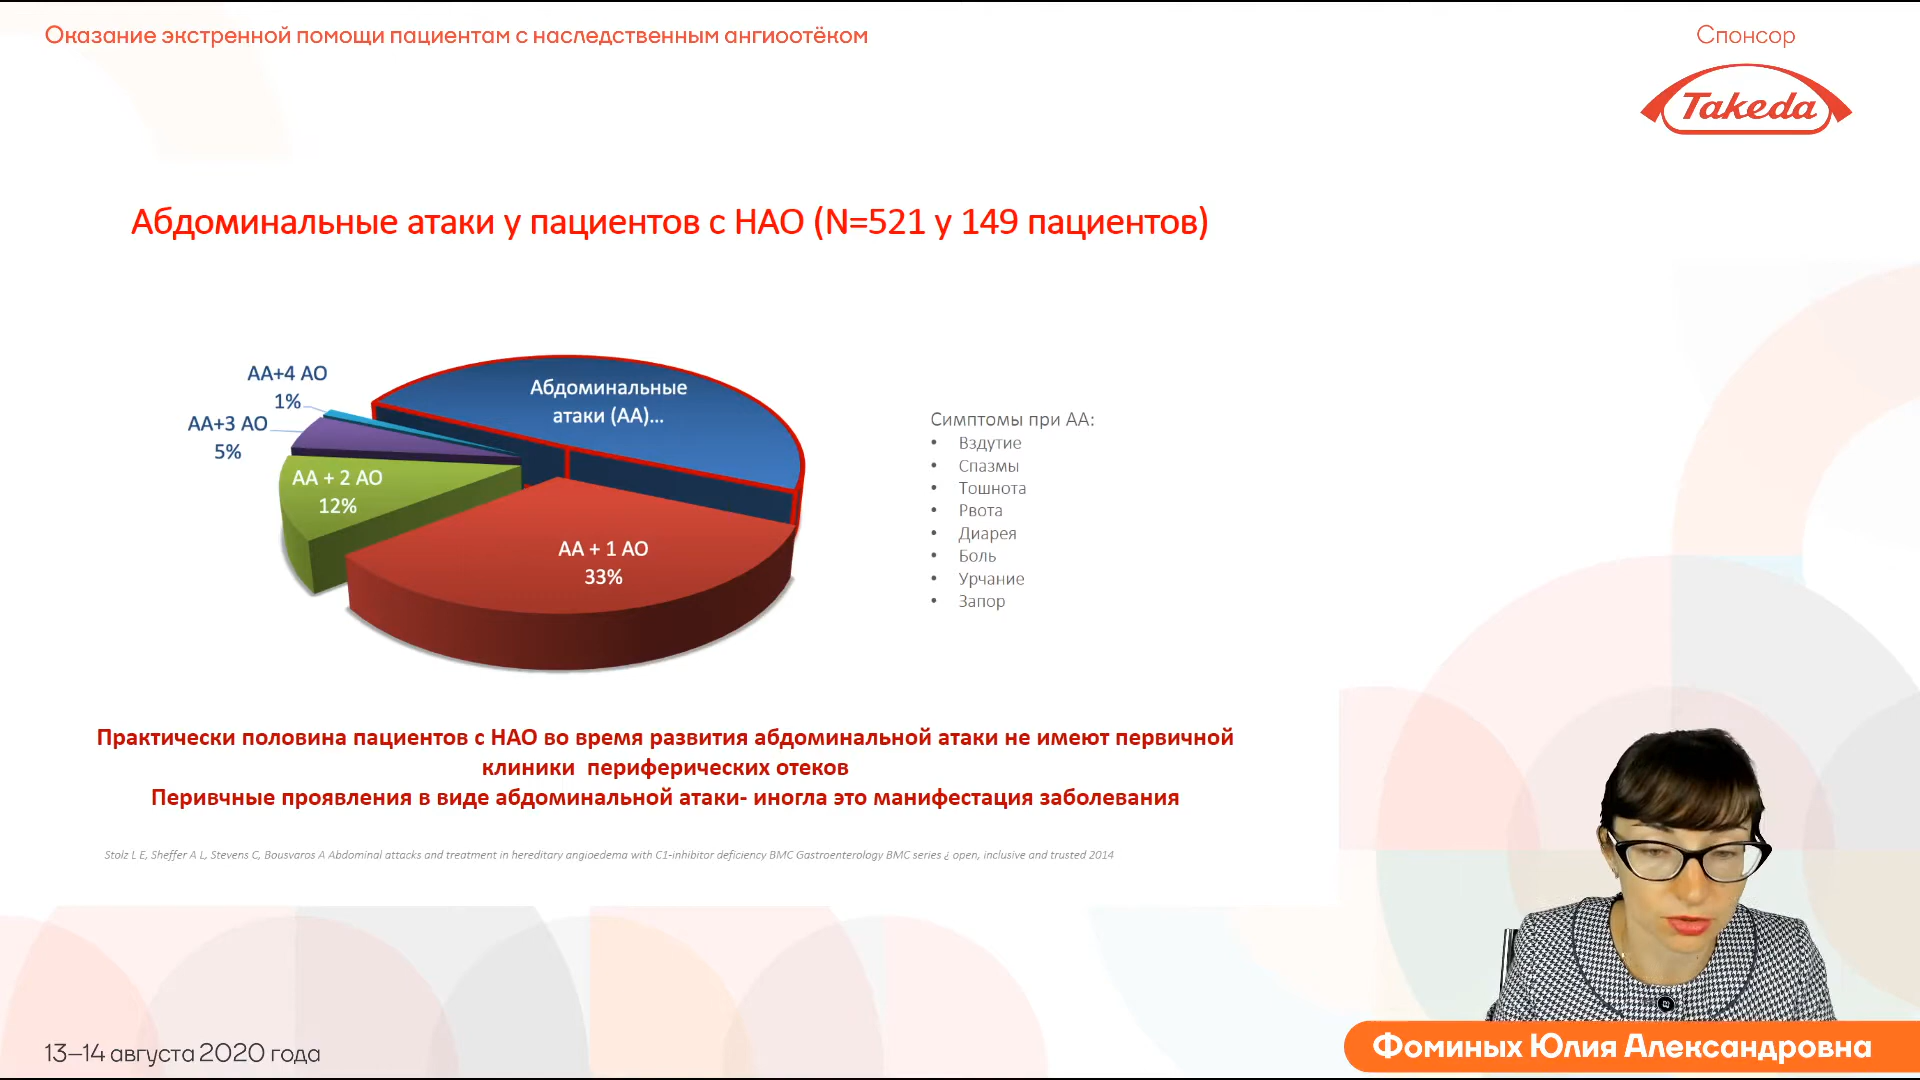 Оказание экстренной помощи пациентам с наследственным ангиоотёком
Спонсор
Takeda
Абдоминальные атаки у пациентов с НАО (N=521 у 149 пациентов)
АА+4 АО
1%
АА+3 АО
5%
АА + 2 АО
12%
Абдоминальные
атаки (АА)...
АА + 1 АО
33%
Симптомы при АА:
• Вздутие
• Спазмы
• Тошнота
• Рвота
• Диарея
• Боль
• Урчание
• Запор
Практически половина пациентов с НАО во время развития абдоминальной атаки не имеют первичной
клиники периферических отеков
Перивчные проявления в виде абдоминальной атаки- иногла это манифестация заболевания
Stolz L E, Sheffer A L, Stevens C, Bousvaros A Abdominal attacks and treatment in hereditary angioedema with C1-inhibitor deficiency BMC Gastroenterology BMC series ¿ open, inclusive and trusted 2014
13–14 августа 2020 года
Фоминых Юлия Александровна